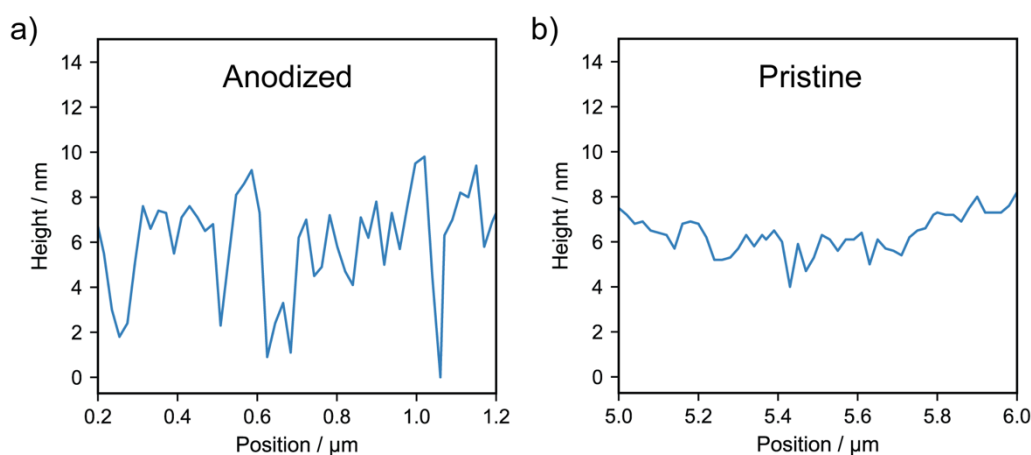 a)
Anodized
14
12
10
8
6
4
2
0
Height / nm
0.2 0.4 0.6 0.8 1.0 1.2
Position / µm
b)
Pristine
14
12
10
8
6
4
2
0
Height / nm
5.0 5.2 5.4 5.6 5.8 6.0
Position / µm